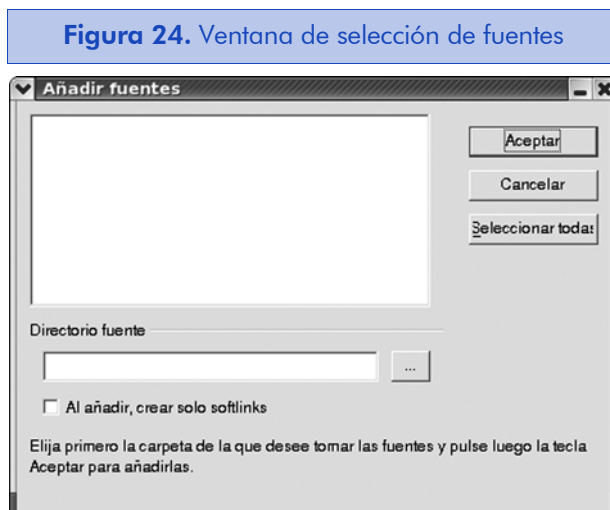 Figura 24. Ventana de selección de fuentes
Añadir fuentes
Aceptar
Cancelar
Seleccionar todas
Directorio fuente
...
Al añadir, crear solo softlinks
Elija primero la carpeta de la que desee tomar las fuentes y pulse luego la tecla
Aceptar para añadirlas.